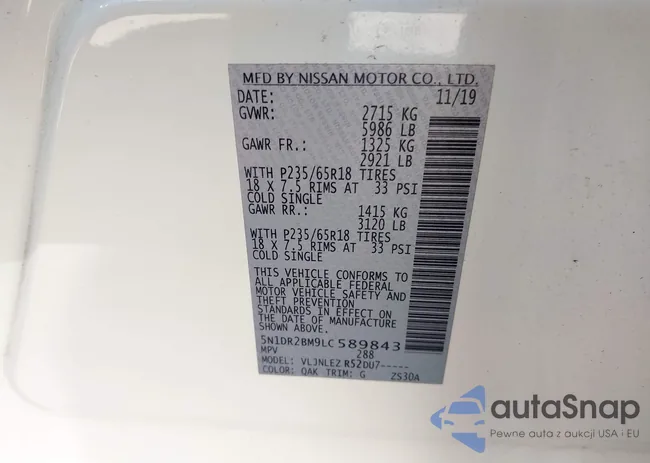 MFD BY NISSAN MOTOR CO., LTD.
DATE: 11/19
GVWR: 2715 KG
5986 LB
GAWR FR.: 1325 KG
2921 LB
WITH P235/65R18 TIRES
18 X 7.5 RIMS AT 33 PSI
COLD SINGLE
GAWR RR.: 1415 KG
3120 LB
WITH P235/65R18 TIRES
18 X 7.5 RIMS AT 33 PSI
COLD SINGLE
THIS VEHICLE CONFORMS TO
ALL APPLICABLE FEDERAL
MOTOR VEHICLE SAFETY AND
THEFT PREVENTION
STANDARDS IN EFFECT ON
THE DATE OF MANUFACTURE
SHOWN ABOVE.
5N1DR2BM9LC 589843
MPV 288
MODEL: VLJNLEZ R52DU7-----
COLOR: QAK TRIM: G 2S30A
autoSnap
Pewne auta z aukcji USA i EU